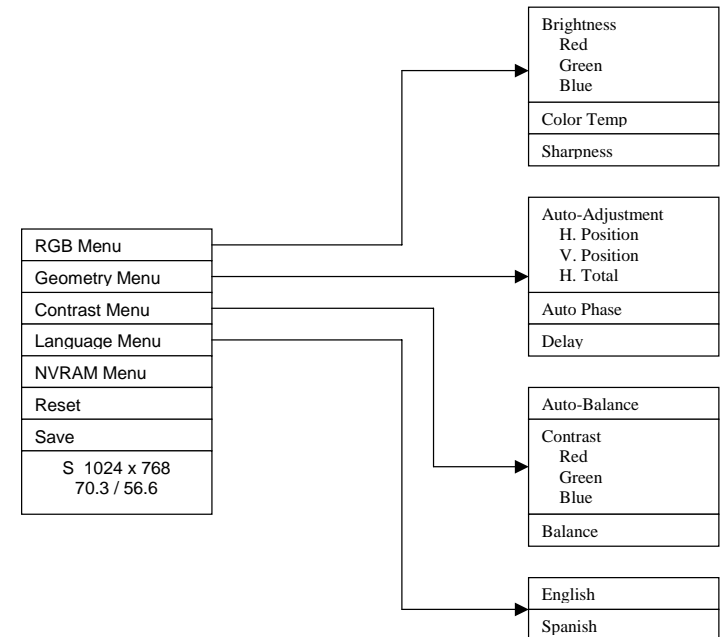 RGB Menu
Geometry Menu
Contrast Menu
Language Menu
NVRAM Menu
Reset
Save
S 1024 x 768
70.3 / 56.6
Brightness
Red
Green
Blue
Color Temp
Sharpness
Auto-Adjustment
H. Position
V. Position
H. Total
Auto Phase
Delay
Auto-Balance
Contrast
Red
Green
Blue
Balance
English
Spanish